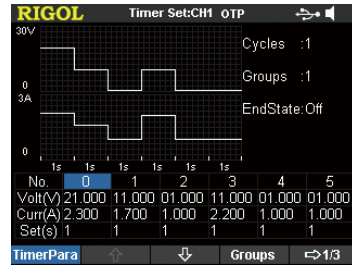 RIGOL Timer Set:CH1 OTP
30V
Cycles :1
Groups :1
0
3A
EndState:Off
0
1s 1s 1s 1s 1s 1s
No. 0 1 2 3 4 5
Volt(V) 21.000 11.000 01.000 11.000 01.000 01.000
Curr(A) 2.300 1.700 1.000 2.200 1.000 1.000
Set(s) 1 1 1 1 1 1
TimerPara Groups 1/3